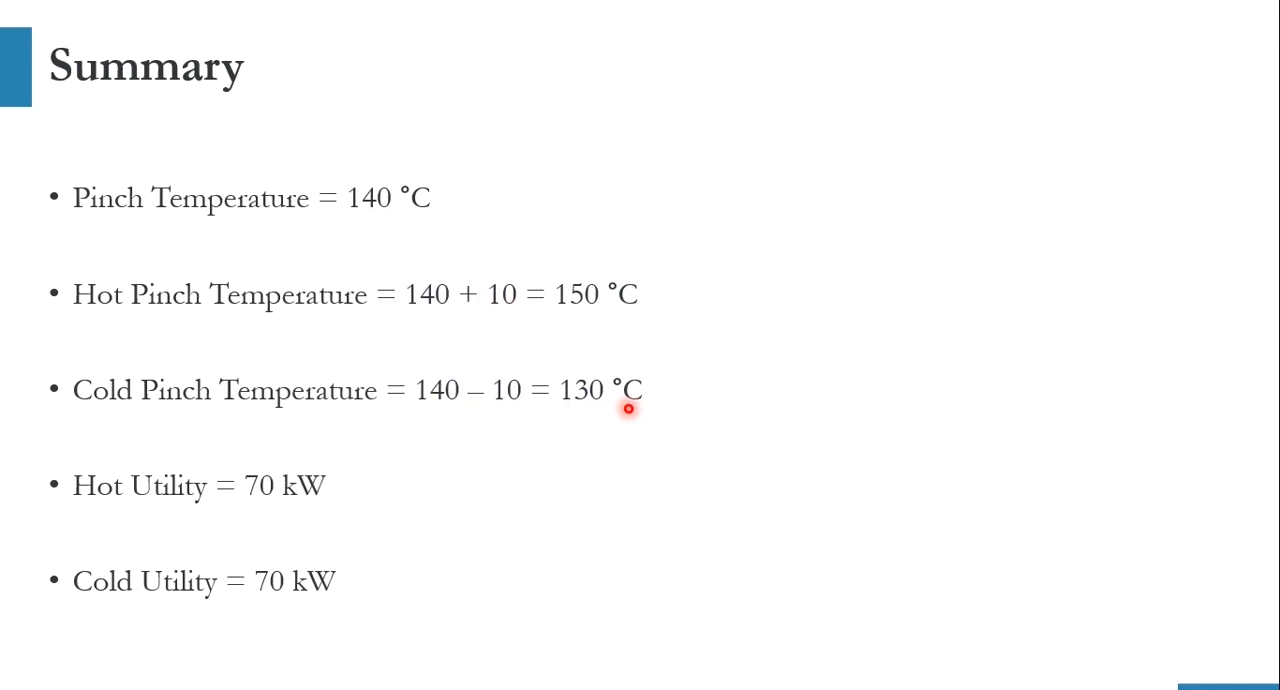 Summary
• Pinch Temperature = 140 °C
• Hot Pinch Temperature = 140 + 10 = 150 °C
• Cold Pinch Temperature = 140 – 10 = 130 °C
• Hot Utility = 70 kW
• Cold Utility = 70 kW